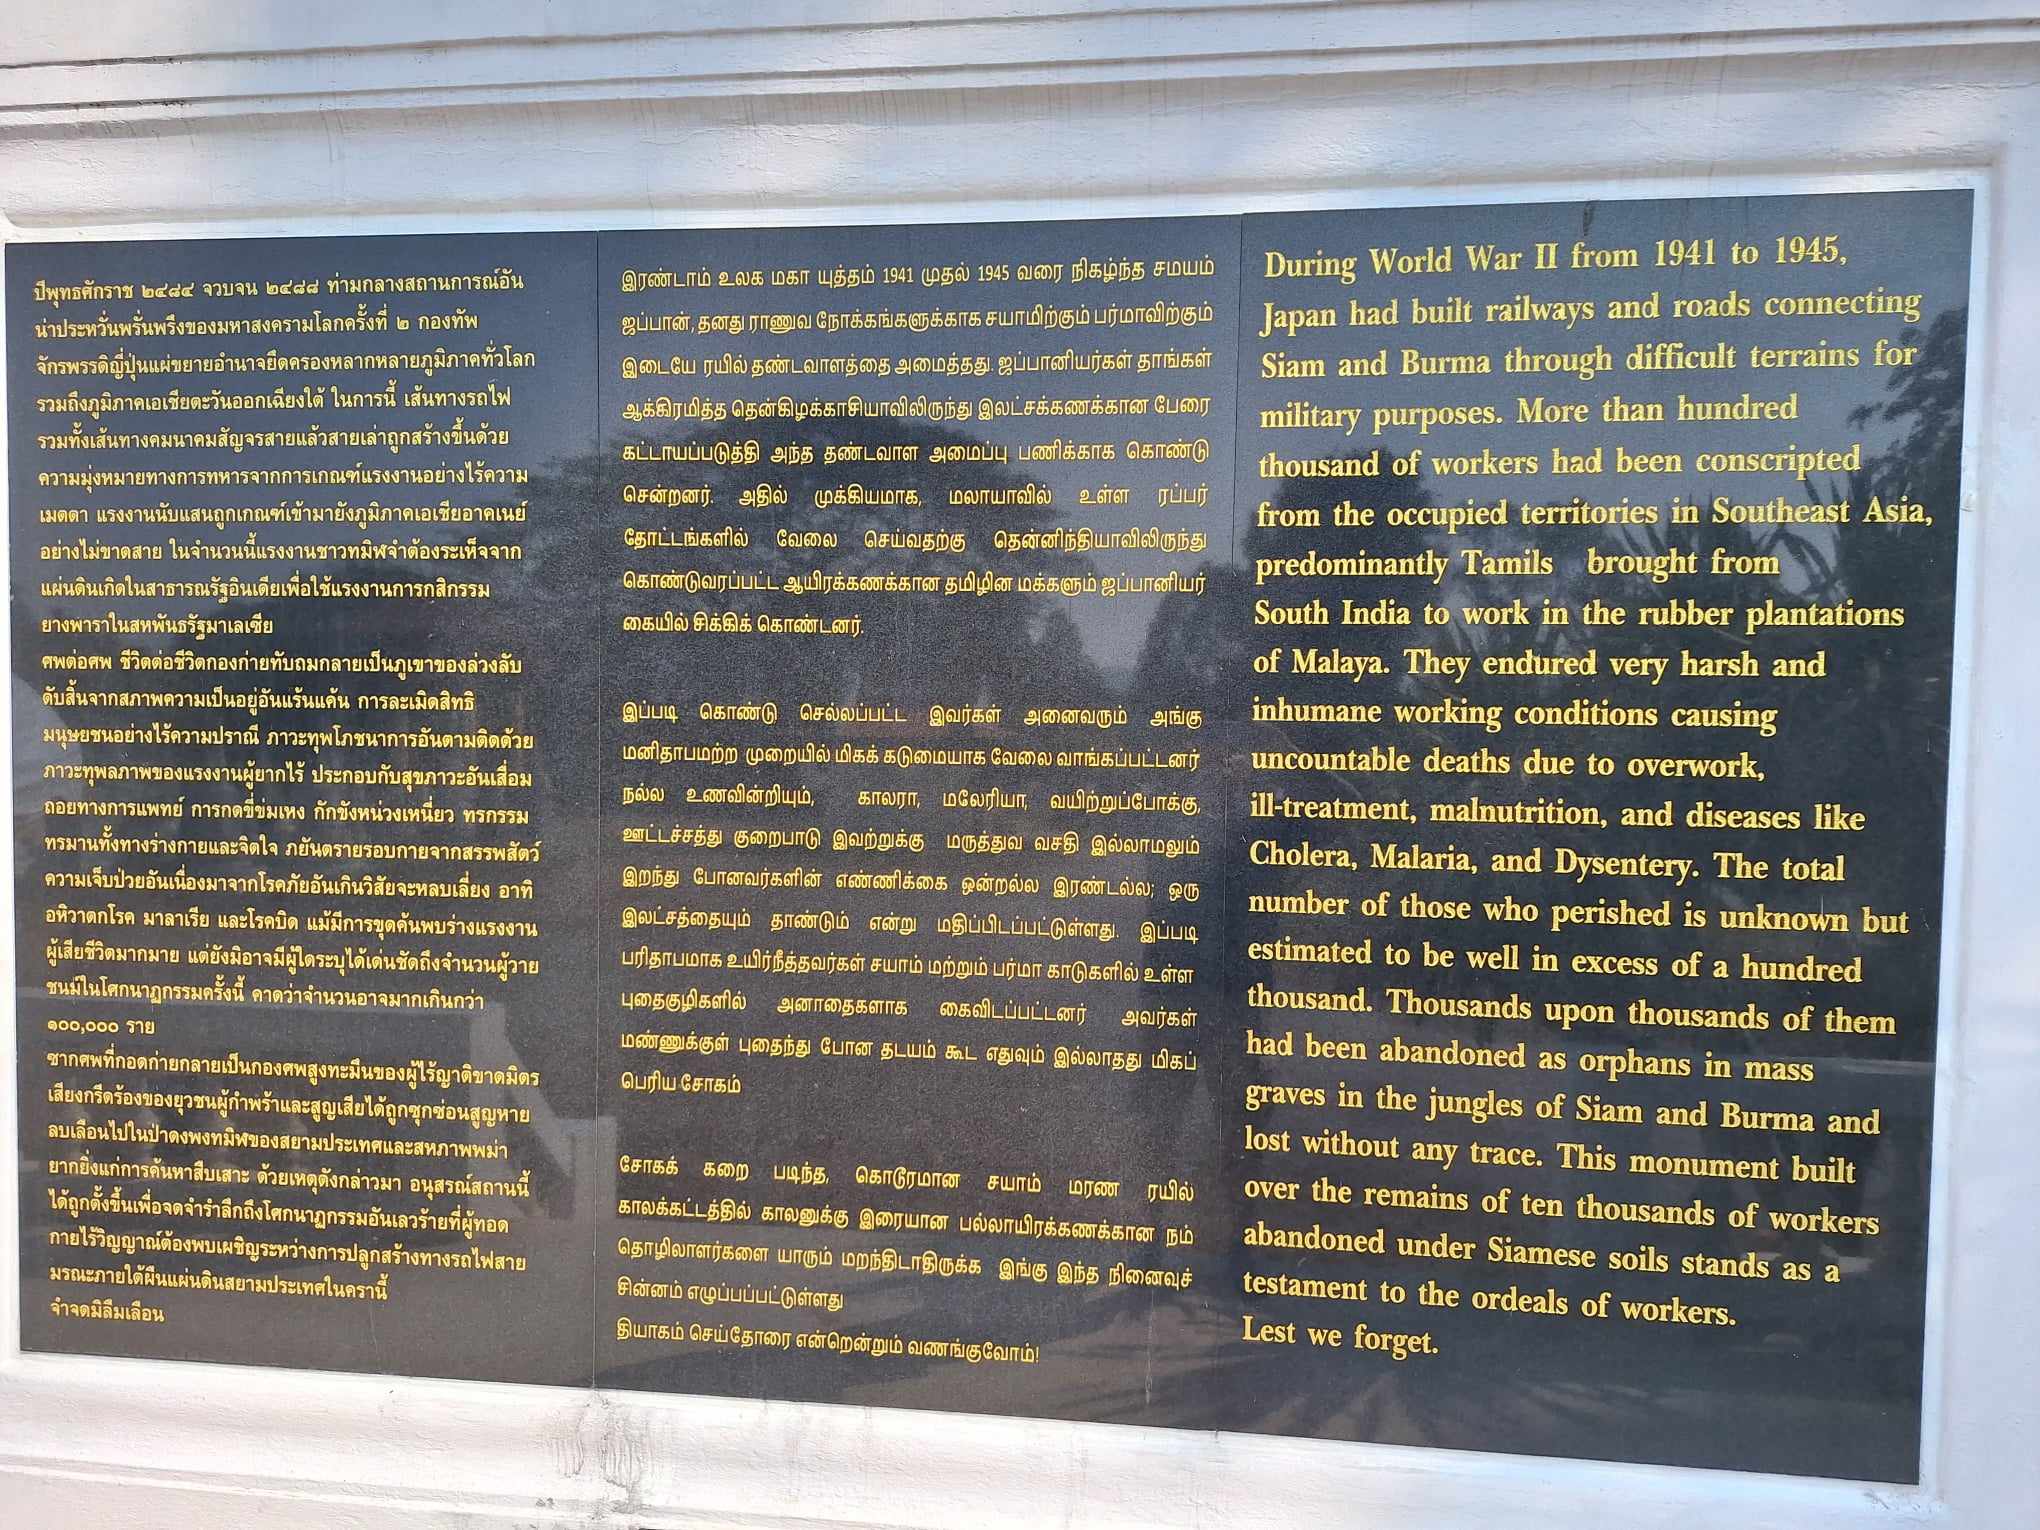 ปีพุทธศักราช ๒๔๘๔ จวบจน ๒๔๘๘ ท่ามกลางสถานการณ์อัน
น่าประหวั่นพรั่นพรึงของมหาสงครามโลกครั้งที่ ๒ กองทัพ
จักรพรรดิญี่ปุ่นแผ่ขยายอำนาจยึดครองหลากหลายภูมิภาคทั่วโลก
รวมถึงภูมิภาคเอเชียตะวันออกเฉียงใต้ ในการนี้ เส้นทางรถไฟ
รวมทั้งเส้นทางคมนาคมสัญจรสายแล้วสายเล่าถูกสร้างขึ้นด้วย
ความมุ่งหมายทางการทหารจากการเกณฑ์แรงงานอย่างไร้ความ
เมตตา แรงงานนับแสนถูกเกณฑ์เข้ามายังภูมิภาคเอเชียอาคเนย์
อย่างไม่ขาดสาย ในจำนวนนี้แรงงานชาวทมิฬจำต้องระเห็จจาก
แผ่นดินเกิดในสาธารณรัฐอินเดียเพื่อใช้แรงงานการกสิกรรม
ยางพาราในสหพันธรัฐมาเลเซีย
ศพต่อศพ ชีวิตต่อชีวิตกองก่ายทับถมกลายเป็นภูเขาของล่วงลับ
ดับสิ้นจากสภาพความเป็นอยู่อันแร้นแค้น การละเมิดสิทธิ
มนุษยชนอย่างไร้ความปราณี ภาวะทุพโภชนาการอันตามติดด้วย
ภาวะทุพลภาพของแรงงานผู้ยากไร้ ประกอบกับสุขภาวะอันเสื่อม
ถอยทางการแพทย์ การกดขี่ข่มเหง กักขังหน่วงเหนี่ยว ทรกรรม
ทรมานทั้งทางร่างกายและจิตใจ ภยันตรายรอบกายจากสรรพสัตว์
ความเจ็บป่วยอันเนื่องมาจากโรคภัยอันเกินวิสัยจะหลบเลี่ยง อาทิ
อหิวาตกโรค มาลาเรีย และโรคบิด แม้มีการขุดค้นพบร่างแรงงาน
ผู้เสียชีวิตมากมาย แต่ยังมิอาจมีผู้ใดระบุได้เด่นชัดถึงจำนวนผู้วาย
ชนม์ในโศกนาฏกรรมครั้งนี้ คาดว่าจำนวนอาจมากเกินกว่า
๑๐๐,๐๐๐ ราย
ซากศพที่กอดก่ายกลายเป็นกองศพสูงทะมึนของผู้ไร้ญาติขาดมิตร
เสียงกรีดร้องของยุวชนผู้กำพร้าและสูญเสียได้ถูกซุกซ่อนสูญหาย
ลบเลือนไปในป่าดงพงทมิฬของสยามประเทศและสหภาพพม่า
ยากยิ่งแก่การค้นหาสืบเสาะ ด้วยเหตุดังกล่าวมา อนุสรณ์สถานนี้
ได้ถูกตั้งขึ้นเพื่อจดจำรำลึกถึงโศกนาฏกรรมอันเลวร้ายที่ผู้ทอด
กายไร้วิญญาณ์ต้องพบเผชิญระหว่างการปลูกสร้างทางรถไฟสาย
มรณะภายใต้ผืนแผ่นดินสยามประเทศในครานี้
จำจดมิลืมเลือน
இரண்டாம் உலக மகா யுத்தம் 1941 முதல் 1945 வரை நிகழ்ந்த சமயம்
ஜப்பான், தனது ராணுவ நோக்கங்களுக்காக சயாமிற்கும் பர்மாவிற்கும்
இடையே ரயில் தண்டவாளத்தை அமைத்தது. ஜப்பானியர்கள் தாங்கள்
ஆக்கிரமித்த தென்கிழக்காசியாவிலிருந்து இலட்சக்கணக்கான பேரை
கட்டாயப்படுத்தி அந்த தண்டவாள அமைப்பு பணிக்காக கொண்டு
சென்றனர். அதில் முக்கியமாக, மலாயாவில் உள்ள ரப்பர்
தோட்டங்களில் வேலை செய்வதற்கு தென்னிந்தியாவிலிருந்து
கொண்டுவரப்பட்ட ஆயிரக்கணக்கான தமிழின மக்களும் ஜப்பானியர்
கையில் சிக்கிக் கொண்டனர்.
இப்படி கொண்டு செல்லப்பட்ட இவர்கள் அனைவரும் அங்கு
மனிதாபமற்ற முறையில் மிகக் கடுமையாக வேலை வாங்கப்பட்டனர்
நல்ல உணவின்றியும், காலரா, மலேரியா, வயிற்றுப்போக்கு,
ஊட்டச்சத்து குறைபாடு இவற்றுக்கு மருத்துவ வசதி இல்லாமலும்
இறந்து போனவர்களின் எண்ணிக்கை ஒன்றல்ல இரண்டல்ல; ஒரு
இலட்சத்தையும் தாண்டும் என்று மதிப்பிடப்பட்டுள்ளது. இப்படி
பரிதாபமாக உயிர்நீத்தவர்கள் சயாம் மற்றும் பர்மா காடுகளில் உள்ள
புதைகுழிகளில் அனாதைகளாக கைவிடப்பட்டனர் அவர்கள்
மண்ணுக்குள் புதைந்து போன தடயம் கூட எதுவும் இல்லாதது மிகப்
பெரிய சோகம்
சோகக் கறை படிந்த, கொடூரமான சயாம் மரண ரயில்
காலக்கட்டத்தில் காலனுக்கு இரையான பல்லாயிரக்கணக்கான நம்
தொழிலாளர்களை யாரும் மறந்திடாதிருக்க இங்கு இந்த நினைவுச்
சின்னம் எழுப்பப்பட்டுள்ளது
தியாகம் செய்தோரை என்றென்றும் வணங்குவோம்!
During World War II from 1941 to 1945,
Japan had built railways and roads connecting
Siam and Burma through difficult terrains for
military purposes. More than hundred
thousand of workers had been conscripted
from the occupied territories in Southeast Asia,
predominantly Tamils brought from
South India to work in the rubber plantations
of Malaya. They endured very harsh and
inhumane working conditions causing
uncountable deaths due to overwork,
ill-treatment, malnutrition, and diseases like
Cholera, Malaria, and Dysentery. The total
number of those who perished is unknown but
estimated to be well in excess of a hundred
thousand. Thousands upon thousands of them
had been abandoned as orphans in mass
graves in the jungles of Siam and Burma and
lost without any trace. This monument built
over the remains of ten thousands of workers
abandoned under Siamese soils stands as a
testament to the ordeals of workers.
Lest we forget.